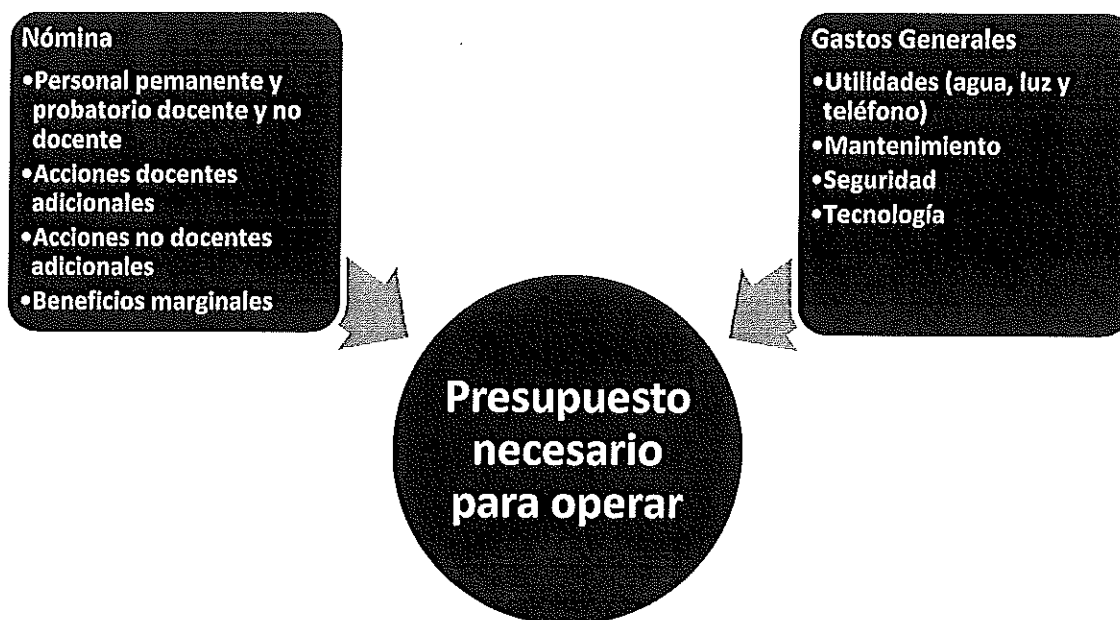 Nómina
•Personal pemanente y
probatorio docente y no
docente
•Acciones docentes
adicionales
•Acciones no docentes
adicionales
•Beneficios marginales
Gastos Generales
•Utilidades (agua, luz y
teléfono)
•Mantenimiento
•Seguridad
•Tecnología
Presupuesto
necesario
para operar